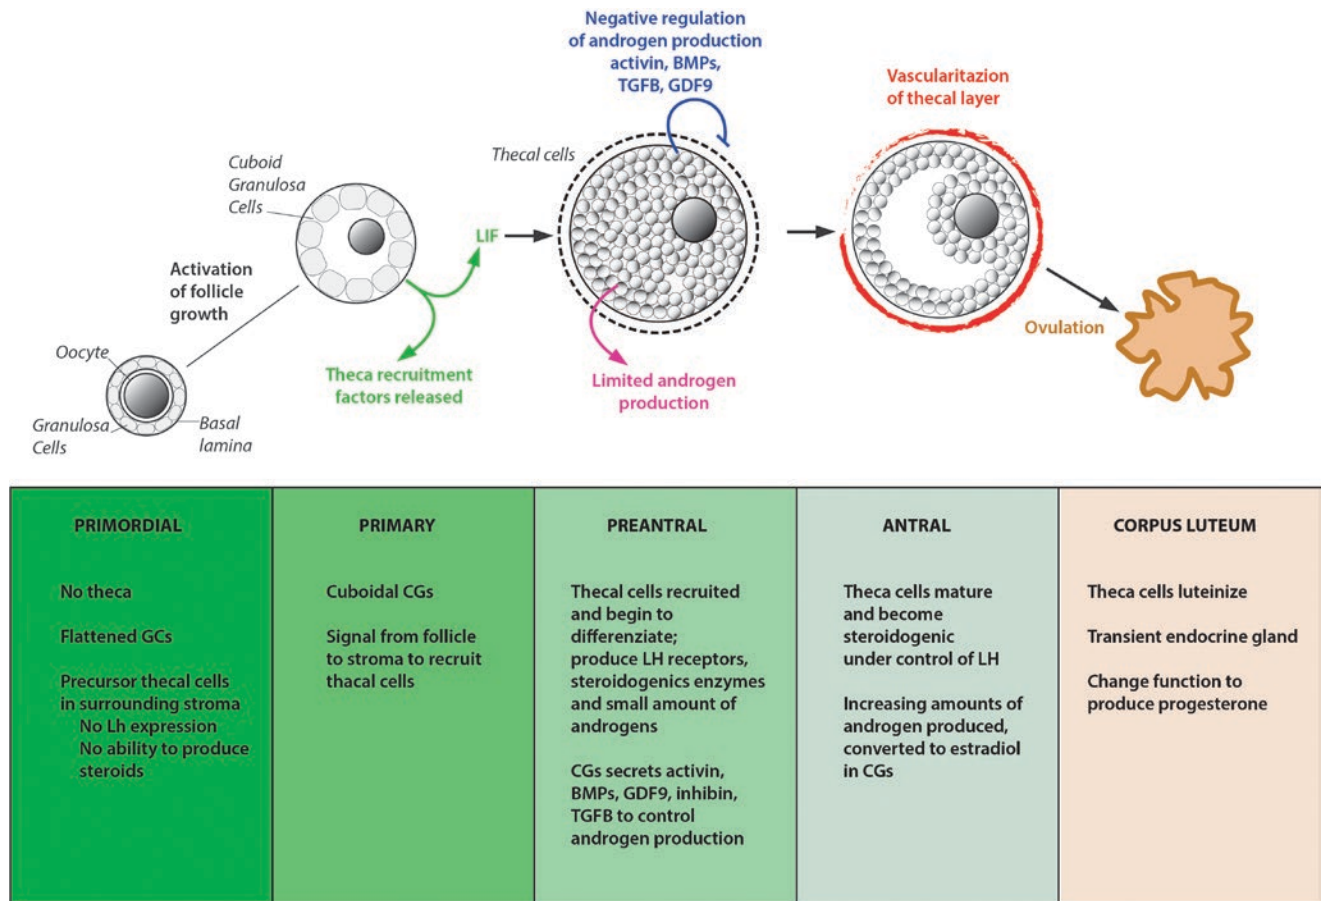 Negative regulation
of androgen production
activin, BMPs,
TGFB, GDF9
Vascularitazion
of thecal layer
Thecal cells
Cuboid
Granulosa
Cells
LIF
Activation
of follicle
growth
Ovulation
Oocyte
Theca recruitment
factors released
Limited androgen
production
Granulosa
Cells
Basal
lamina
PRIMORDIAL
No theca
Flattened GCs
Precursor thecal cells
in surrounding stroma
No Lh expression
No ability to produce
steroids
PRIMARY
Cuboidal CGs
Signal from follicle
to stroma to recruit
thacal cells
PREANTRAL
Thecal cells recruited
and begin to
differenziate;
produce LH receptors,
steroidogenics enzymes
and small amount of
androgens
CGs secrets activin,
BMPs, GDF9, inhibin,
TGFB to control
androgen production
ANTRAL
Theca cells mature
and become
steroidogenic
under control of LH
Increasing amounts of
androgen produced,
converted to estradiol
in CGs
CORPUS LUTEUM
Theca cells luteinize
Transient endocrine gland
Change function to
produce progesterone